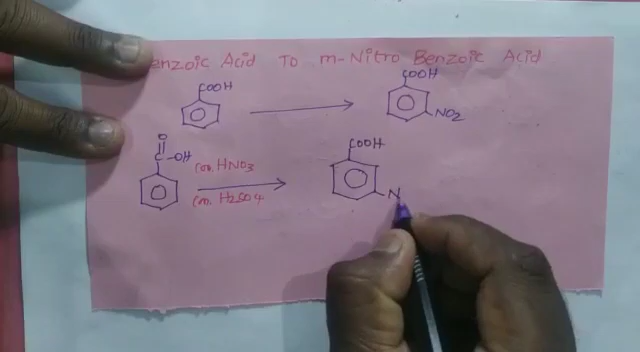 enzoic Acid To m-Nitro Benzoic Acid
COOH COOH
NO2
O
C-OH con. HNO3 COOH
con. H2SO4 N